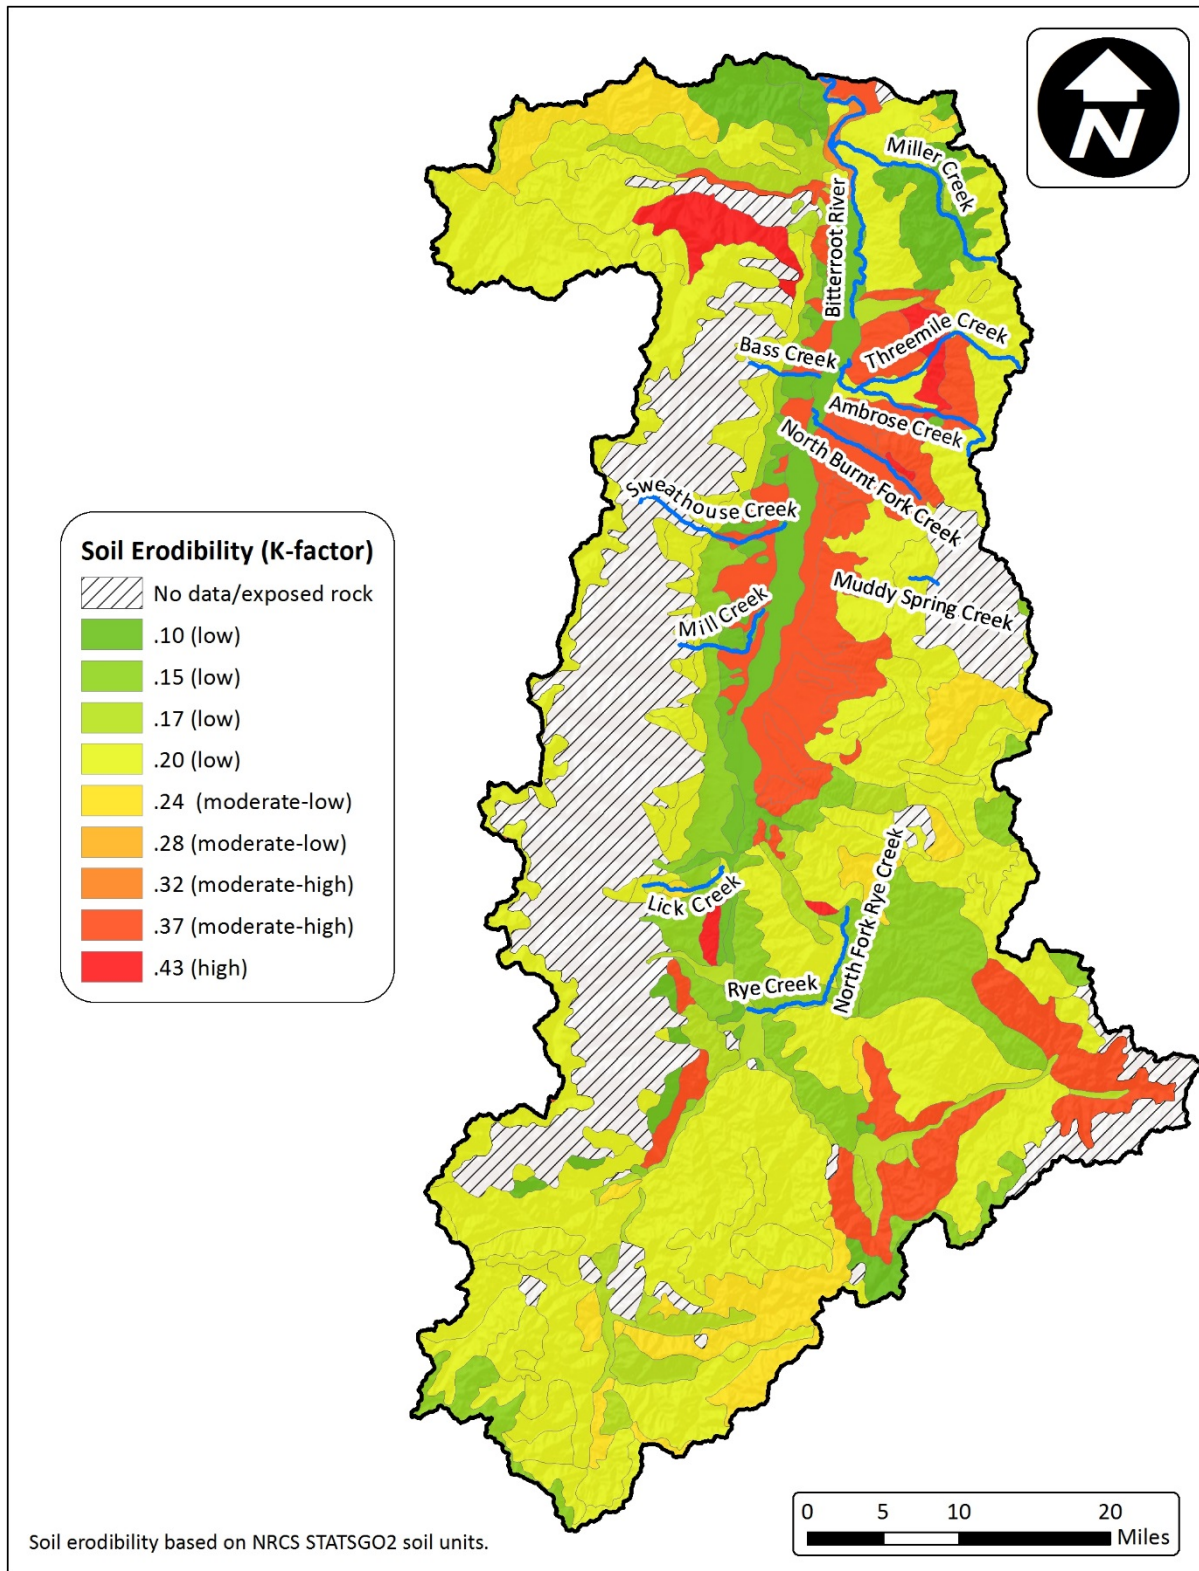 N
Miller Creek
Bitterroot River
Threemile Creek
Bass Creek
Ambrose Creek
North Burnt Fork Creek
Sweathouse Creek
Muddy Spring Creek
Mill Creek
Soil Erodibility (K-factor)
No data/exposed rock
.10 (low)
.15 (low)
.17 (low)
.20 (low)
.24 (moderate-low)
.28 (moderate-low)
.32 (moderate-high)
.37 (moderate-high)
.43 (high)
Lick Creek
North Fork Rye Creek
Rye Creek
0 5 10 20
Miles
Soil erodibility based on NRCS STATSGO2 soil units.